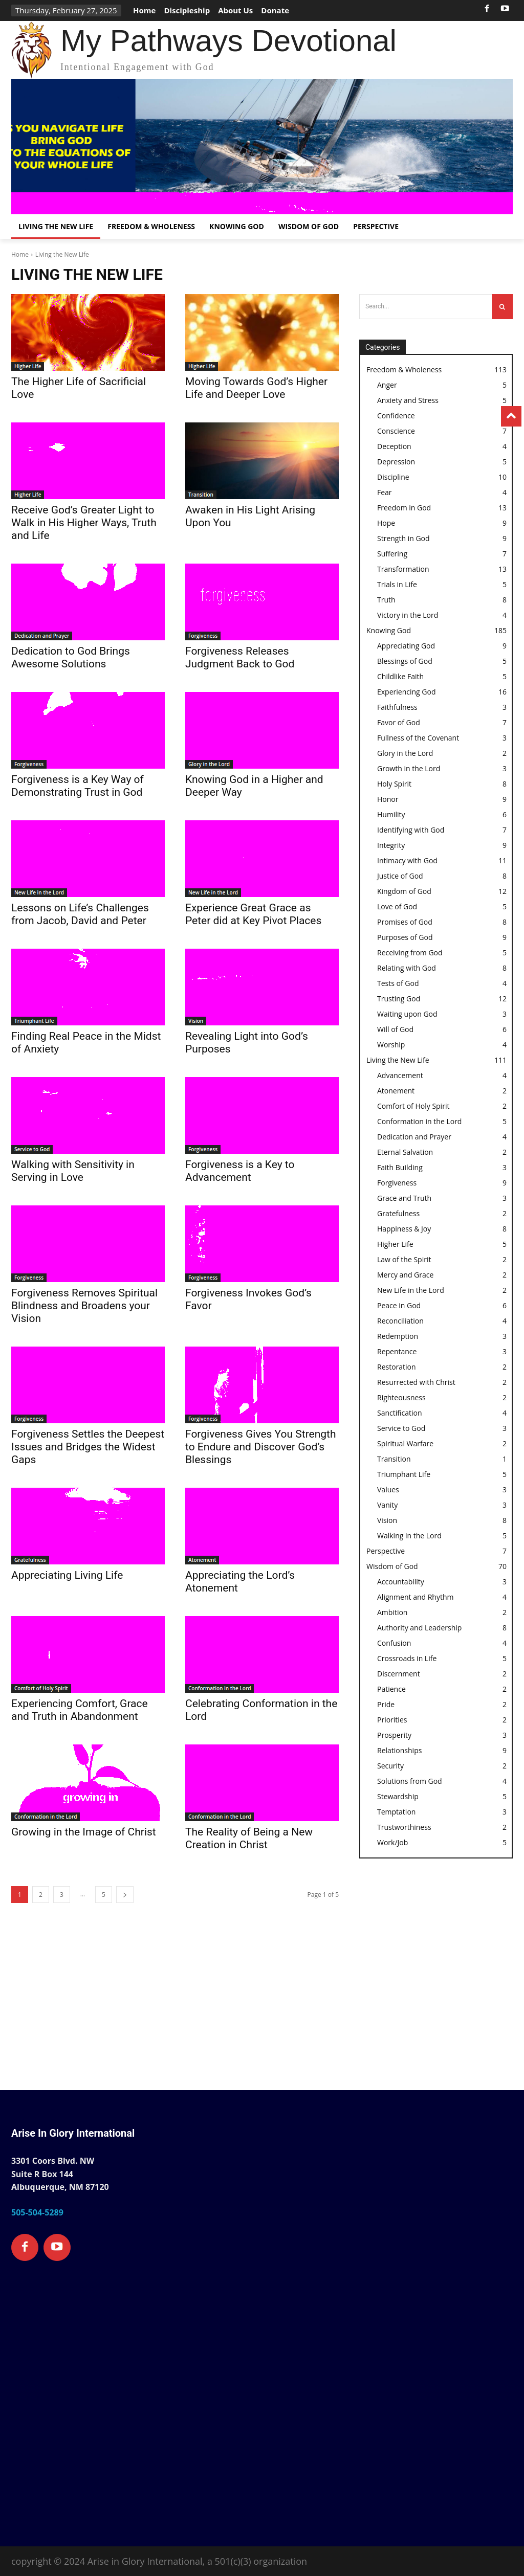 Thursday, February 27, 2025
Home
Discipleship
About Us
Donate
My Pathways Devotional
Intentional Engagement with God
YOU NAVIGATE LIFE
BRING GOD
TO THE EQUATIONS OF
YOUR WHOLE LIFE
LIVING THE NEW LIFE
FREEDOM & WHOLENESS
KNOWING GOD
WISDOM OF GOD
PERSPECTIVE
Home › Living the New Life
LIVING THE NEW LIFE
Higher Life
The Higher Life of Sacrificial
Love
Higher Life
Moving Towards God's Higher
Life and Deeper Love
Higher Life
Receive God's Greater Light to
Walk in His Higher Ways, Truth
and Life
Transition
Awaken in His Light Arising
Upon You
Dedication and Prayer
Dedication to God Brings
Awesome Solutions
forgiveness
Forgiveness
Forgiveness Releases
Judgment Back to God
Forgiveness
Forgiveness is a Key Way of
Demonstrating Trust in God
Glory in the Lord
Knowing God in a Higher and
Deeper Way
New Life in the Lord
Lessons on Life's Challenges
from Jacob, David and Peter
New Life in the Lord
Experience Great Grace as
Peter did at Key Pivot Places
Triumphant Life
Finding Real Peace in the Midst
of Anxiety
Vision
Revealing Light into God's
Purposes
Service to God
Walking with Sensitivity in
Serving in Love
Forgiveness
Forgiveness is a Key to
Advancement
Forgiveness
Forgiveness Removes Spiritual
Blindness and Broadens your
Vision
Forgiveness
Forgiveness Invokes God's
Favor
Forgiveness
Forgiveness Settles the Deepest
Issues and Bridges the Widest
Gaps
Forgiveness
Forgiveness Gives You Strength
to Endure and Discover God's
Blessings
Gratefulness
Appreciating Living Life
Atonement
Appreciating the Lord's
Atonement
Comfort of Holy Spirit
Experiencing Comfort, Grace
and Truth in Abandonment
Conformation in the Lord
Celebrating Conformation in the
Lord
growing in
Conformation in the Lord
Growing in the Image of Christ
Conformation in the Lord
The Reality of Being a New
Creation in Christ
1 2 3 ... 5
Page 1 of 5
Search...
Categories
Freedom & Wholeness 113
Anger 5
Anxiety and Stress 5
Confidence
Conscience 7
Deception 4
Depression 5
Discipline 10
Fear 4
Freedom in God 13
Hope 9
Strength in God 9
Suffering 7
Transformation 13
Trials in Life 5
Truth 8
Victory in the Lord 4
Knowing God 185
Appreciating God 9
Blessings of God 5
Childlike Faith 5
Experiencing God 16
Faithfulness 3
Favor of God 7
Fullness of the Covenant 3
Glory in the Lord 2
Growth in the Lord 3
Holy Spirit 8
Honor 9
Humility 6
Identifying with God 7
Integrity 9
Intimacy with God 11
Justice of God 8
Kingdom of God 12
Love of God 5
Promises of God 8
Purposes of God 9
Receiving from God 5
Relating with God 8
Tests of God 4
Trusting God 12
Waiting upon God 3
Will of God 6
Worship 4
Living the New Life 111
Advancement 4
Atonement 2
Comfort of Holy Spirit 2
Conformation in the Lord 5
Dedication and Prayer 4
Eternal Salvation 2
Faith Building 3
Forgiveness 9
Grace and Truth 3
Gratefulness 2
Happiness & Joy 8
Higher Life 5
Law of the Spirit 2
Mercy and Grace 2
New Life in the Lord 2
Peace in God 6
Reconciliation 4
Redemption 3
Repentance 3
Restoration 2
Resurrected with Christ 2
Righteousness 2
Sanctification 4
Service to God 3
Spiritual Warfare 2
Transition 1
Triumphant Life 5
Values 3
Vanity 3
Vision 8
Walking in the Lord 5
Perspective 7
Wisdom of God 70
Accountability 3
Alignment and Rhythm 4
Ambition 2
Authority and Leadership 8
Confusion 4
Crossroads in Life 5
Discernment 2
Patience 2
Pride 2
Priorities 2
Prosperity 3
Relationships 9
Security 2
Solutions from God 2
Stewardship 5
Temptation 3
Trustworthiness 2
Work/Job 5
Arise In Glory International
3301 Coors Blvd. NW
Suite R Box 144
Albuquerque, NM 87120
505-504-5289
copyright © 2024 Arise in Glory International, a 501(c)(3) organization